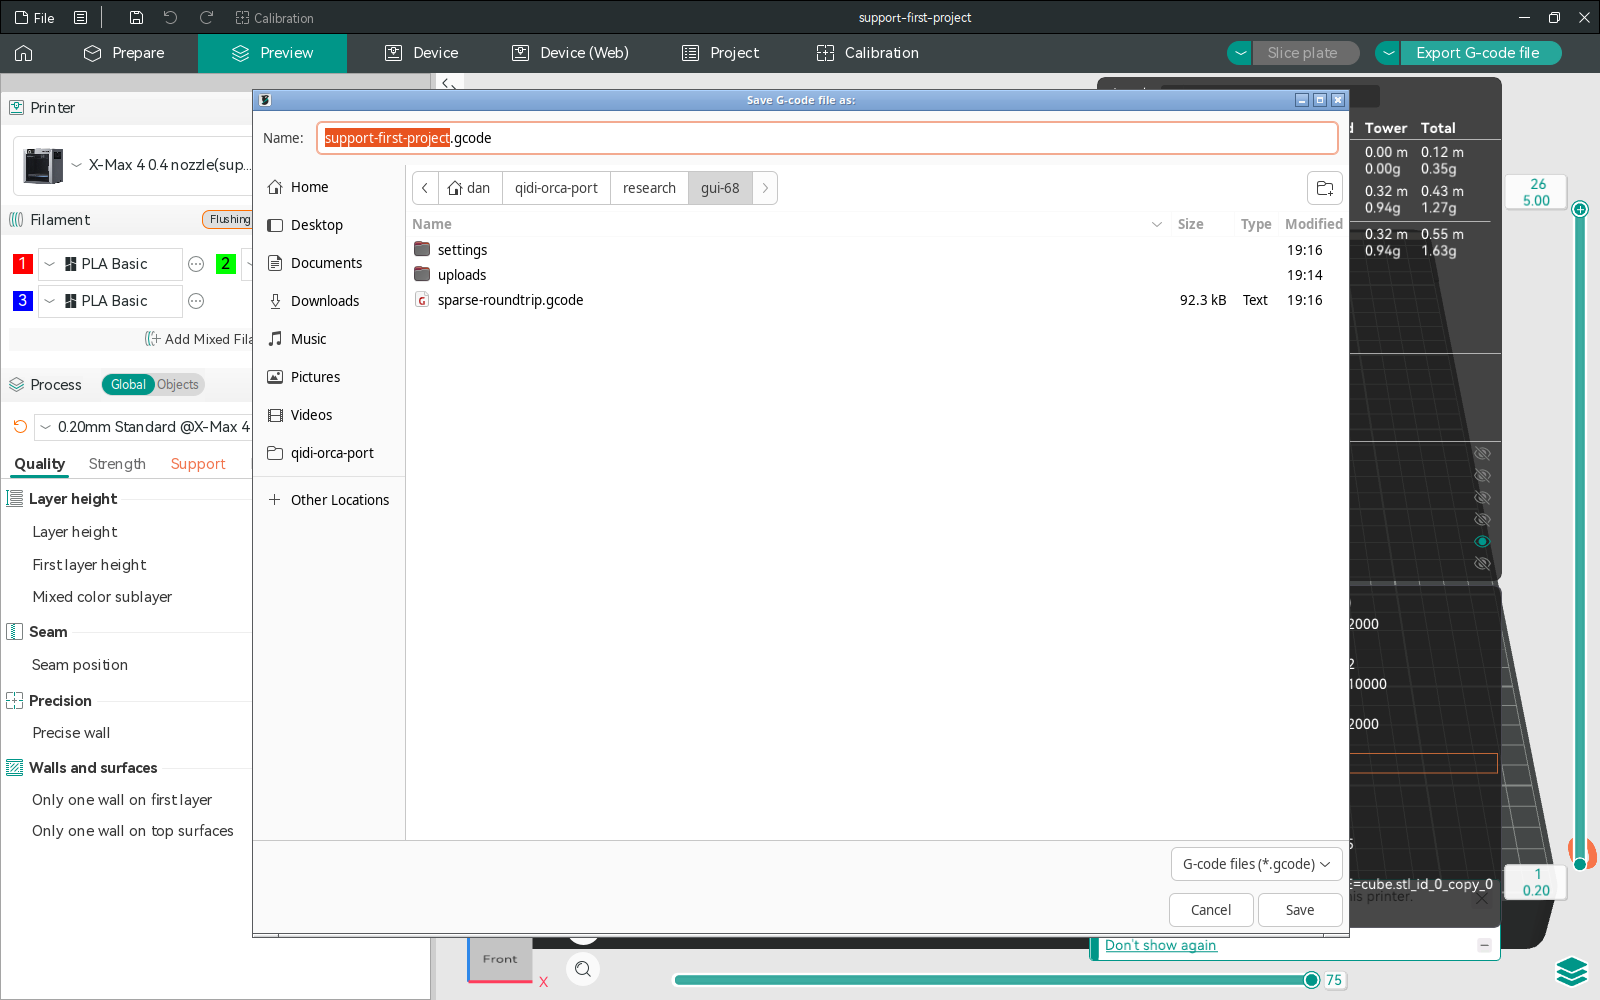 File
Calibration
support-first-project
Prepare
Preview
Device
Device (Web)
Project
Calibration
Slice plate
Export G-code file
Printer
X-Max 4 0.4 nozzle(sup...
Filament
Flushing
1
PLA Basic
2
3
PLA Basic
Add Mixed Fila
Process
Global
Objects
0.20mm Standard @X-Max 4
Quality
Strength
Support
Layer height
Layer height
First layer height
Mixed color sublayer
Seam
Seam position
Precision
Precise wall
Walls and surfaces
Only one wall on first layer
Only one wall on top surfaces
Save G-code file as:
Name:
support-first-project.gcode
Home
Desktop
Documents
Downloads
Music
Pictures
Videos
qidi-orca-port
Other Locations
dan
qidi-orca-port
research
gui-68
Name
Size
Type
Modified
settings
19:16
uploads
19:14
sparse-roundtrip.gcode
92.3 kB
Text
19:16
G-code files (*.gcode)
Cancel
Save
d Tower Total
0.00 m 0.12 m
0.00g 0.35g
0.32 m 0.43 m
0.94g 1.27g
0.32 m 0.55 m
0.94g 1.63g
26
5.00
2000
2
10000
2000
E=cube.stl_id_0_copy_0
his printer.
1
0.20
Don't show again
Front
X
75